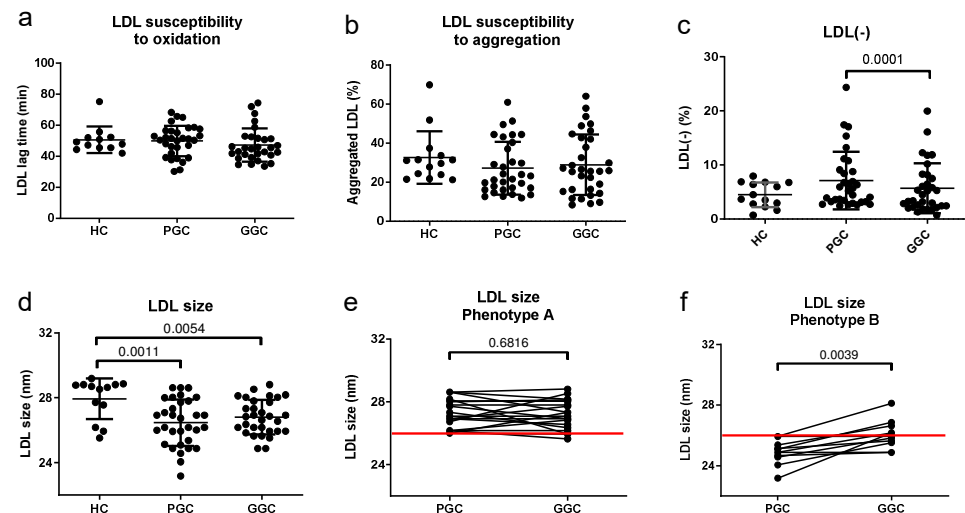 a
LDL susceptibility
to oxidation
LDL lag time (min)
100
80
60
40
20
0
HC
PGC
GGC
b
LDL susceptibility
to aggregation
Aggregated LDL (%)
80
60
40
20
0
HC
PGC
GGC
c
LDL(-)
0.0001
LDL(-) (%)
30
20
10
0
HC
PGC
GGC
d
LDL size
0.0054
0.0011
LDL size (nm)
32
28
24
HC
PGC
GGC
e
LDL size
Phenotype A
0.6816
LDL size (nm)
32
28
24
PGC
GGC
f
LDL size
Phenotype B
0.0039
LDL size (nm)
32
28
24
PGC
GGC